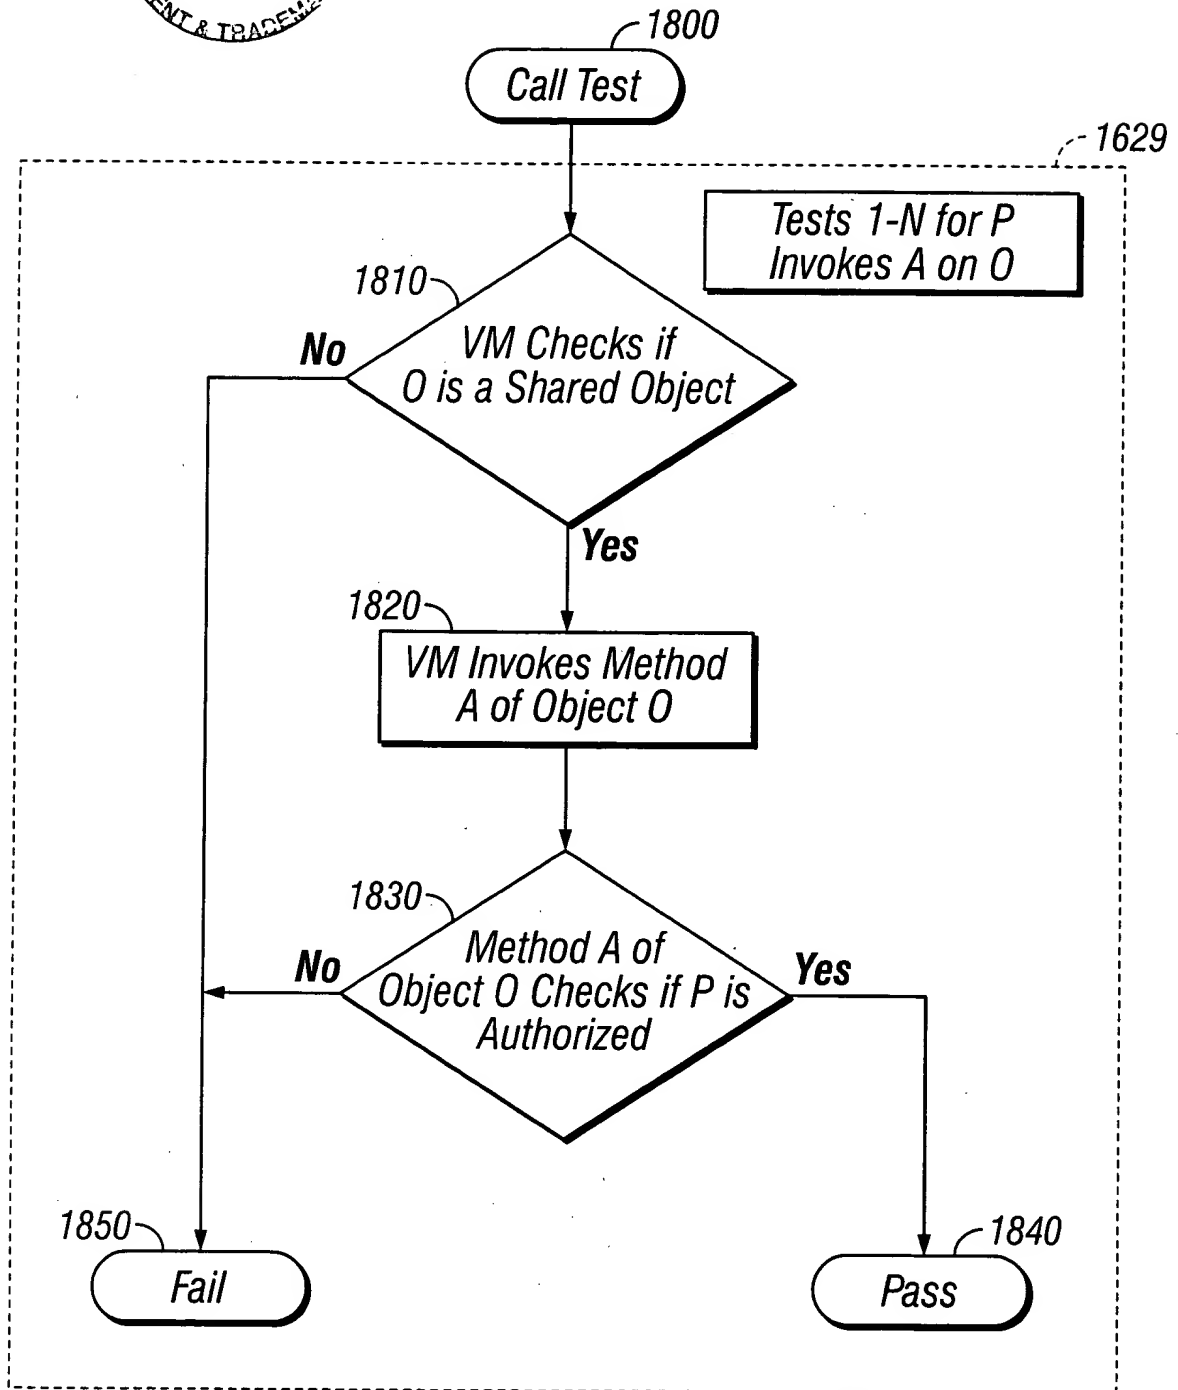 ENT & TRADEM
1800
Call Test
1629
Tests 1-N for P
Invokes A on O
1810
No
VM Checks if
O is a Shared Object
Yes
1820
VM Invokes Method
A of Object O
1830
No
Method A of
Object O Checks if P is
Authorized
Yes
1850
Fail
1840
Pass